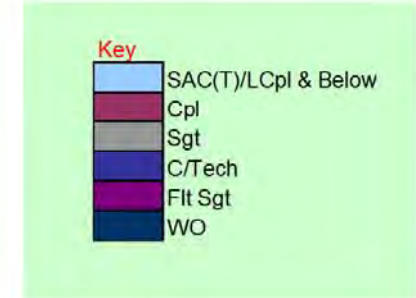 Key
SAC(T)/LCpl & Below
Cpl
Sgt
C/Tech
Flt Sgt
WO